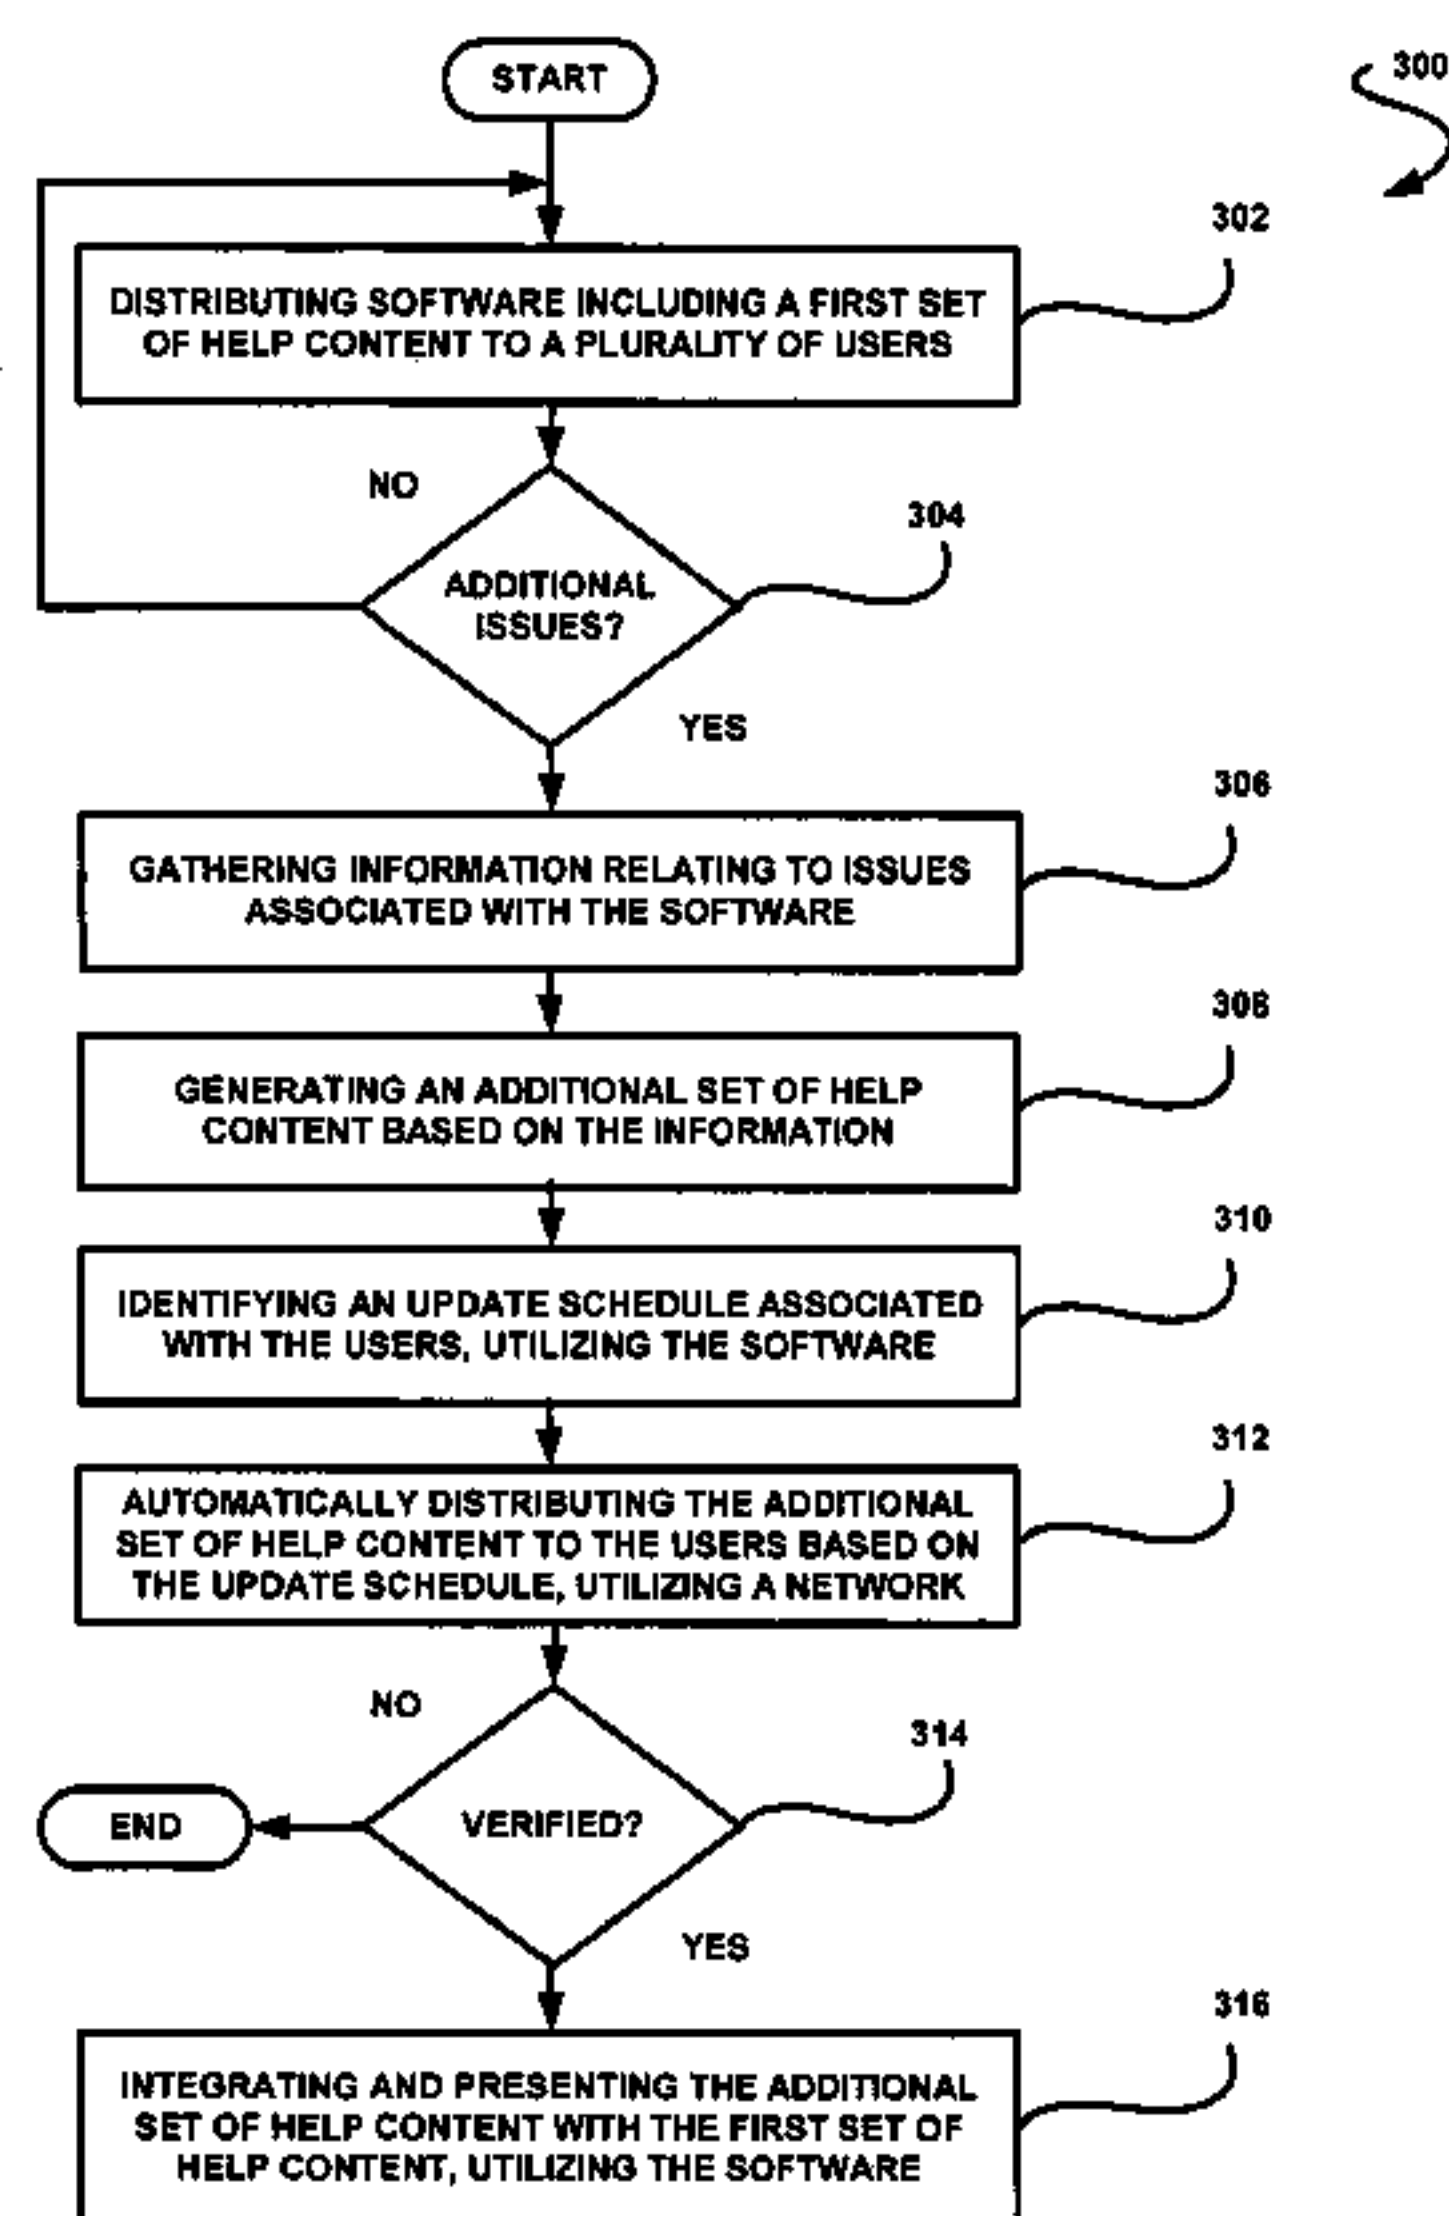 START
300
302
DISTRIBUTING SOFTWARE INCLUDING A FIRST SET
OF HELP CONTENT TO A PLURALITY OF USERS
NO
304
ADDITIONAL
ISSUES?
YES
306
GATHERING INFORMATION RELATING TO ISSUES
ASSOCIATED WITH THE SOFTWARE
308
GENERATING AN ADDITIONAL SET OF HELP
CONTENT BASED ON THE INFORMATION
310
IDENTIFYING AN UPDATE SCHEDULE ASSOCIATED
WITH THE USERS, UTILIZING THE SOFTWARE
312
AUTOMATICALLY DISTRIBUTING THE ADDITIONAL
SET OF HELP CONTENT TO THE USERS BASED ON
THE UPDATE SCHEDULE, UTILIZING A NETWORK
NO
314
END
VERIFIED?
YES
316
INTEGRATING AND PRESENTING THE ADDITIONAL
SET OF HELP CONTENT WITH THE FIRST SET OF
HELP CONTENT, UTILIZING THE SOFTWARE